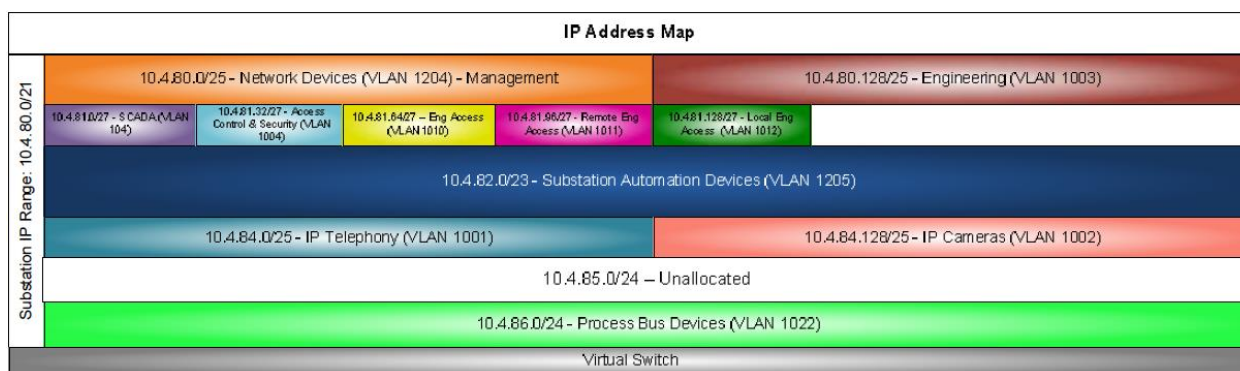 IP Address Map
Substation IP Range: 10.4.80.0/21
10.4.80.0/25 - Network Devices (VLAN 1204) - Management
10.4.80.128/25 - Engineering (VLAN 1003)
10.4.81.0/27 - SCADA (VLAN
104)
10.4.81.32/27 - Access
Control & Security (VLAN
1004)
10.4.81.64/27 – Eng Access
(VLAN 1010)
10.4.81.96/27 - Remote Eng
Access (VLAN 1011)
10.4.81.128/27 - Local Eng
Access (VLAN 1012)
10.4.82.0/23 - Substation Automation Devices (VLAN 1205)
10.4.84.0/25 - IP Telephony (VLAN 1001)
10.4.84.128/25 - IP Cameras (VLAN 1002)
10.4.85.0/24 – Unallocated
10.4.86.0/24 - Process Bus Devices (VLAN 1022)
Virtual Switch